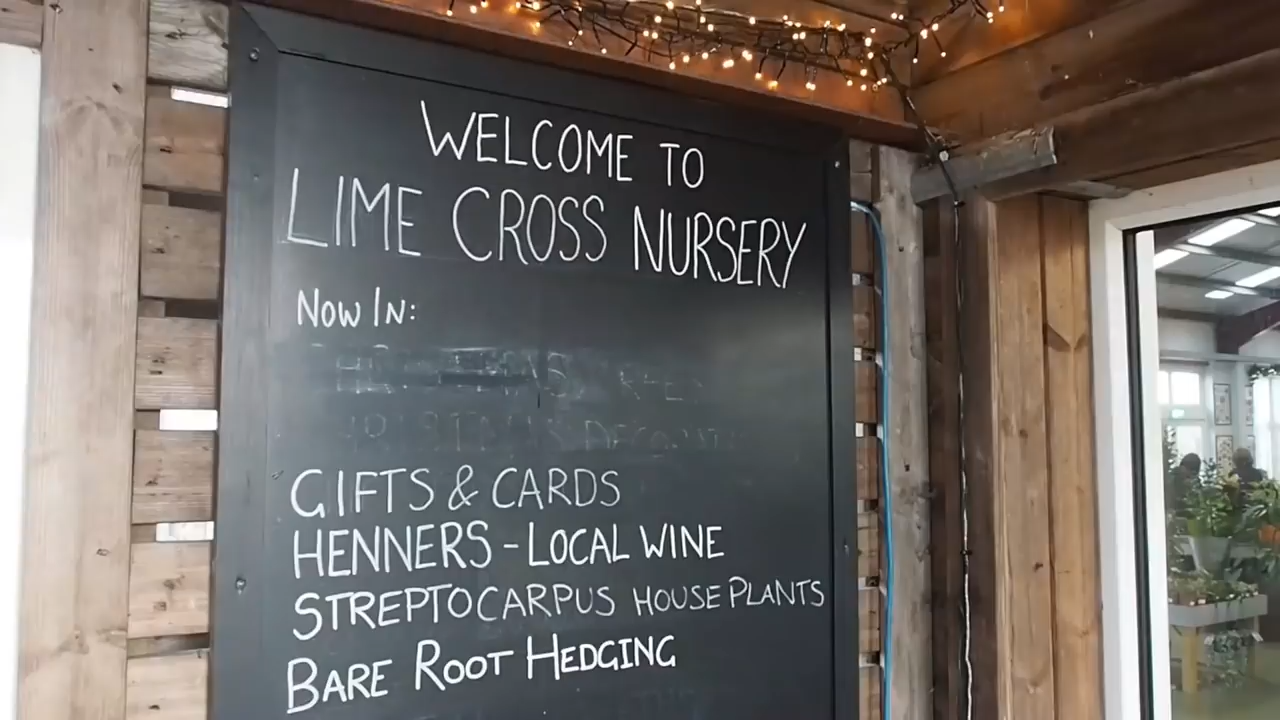 WELCOME TO
LIME CROSS NURSERY
NOW IN:
GIFTS & CARDS
HENNERS - LOCAL WINE
STREPTOCARPUS HOUSE PLANTS
BARE ROOT HEDGING